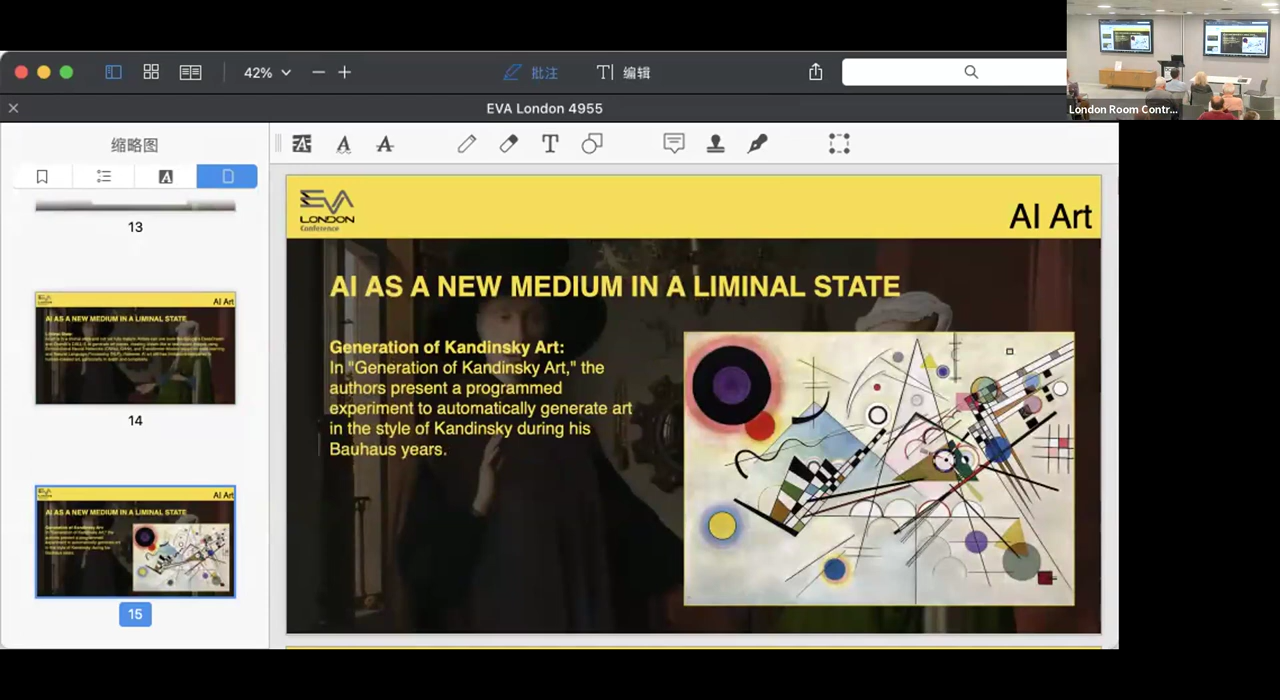 42%
批注
编辑
London Room Contr...
EVA London 4955
缩略图
13
AI Art
AI AS A NEW MEDIUM IN A LIMINAL STATE
14
AI Art
AI AS A NEW MEDIUM IN A LIMINAL STATE
15
EVA
LONDON
Conference
AI Art
AI AS A NEW MEDIUM IN A LIMINAL STATE
Generation of Kandinsky Art:
In "Generation of Kandinsky Art," the
authors present a programmed
experiment to automatically generate art
in the style of Kandinsky during his
Bauhaus years.